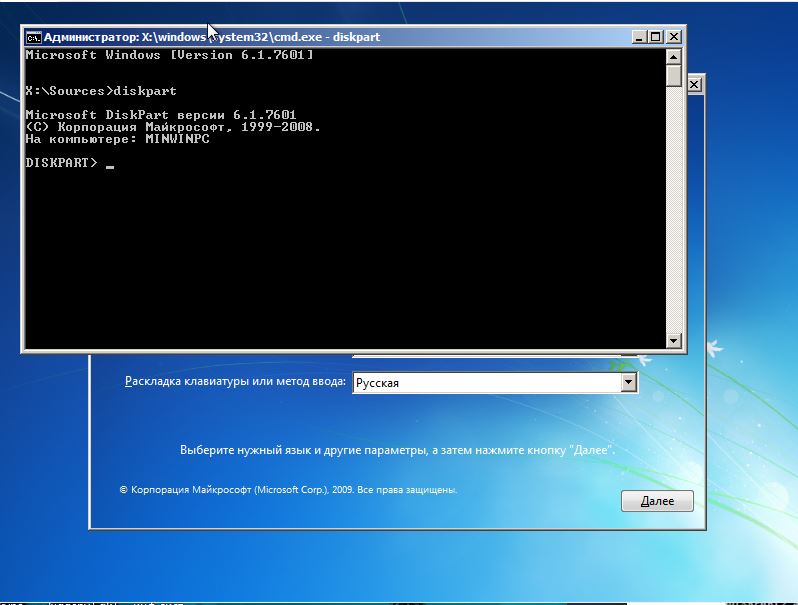 Администратор: X:\windows\system32\cmd.exe - diskpart
Microsoft Windows [Version 6.1.7601]
X:\Sources>diskpart
Microsoft DiskPart версии 6.1.7601
(C) Корпорация Майкрософт, 1999-2008.
На компьютере: MINWINPC
DISKPART> _
Раскладка клавиатуры или метод ввода: Русская
Выберите нужный язык и другие параметры, а затем нажмите кнопку "Далее".
© Корпорация Майкрософт (Microsoft Corp.), 2009. Все права защищены.
Далее